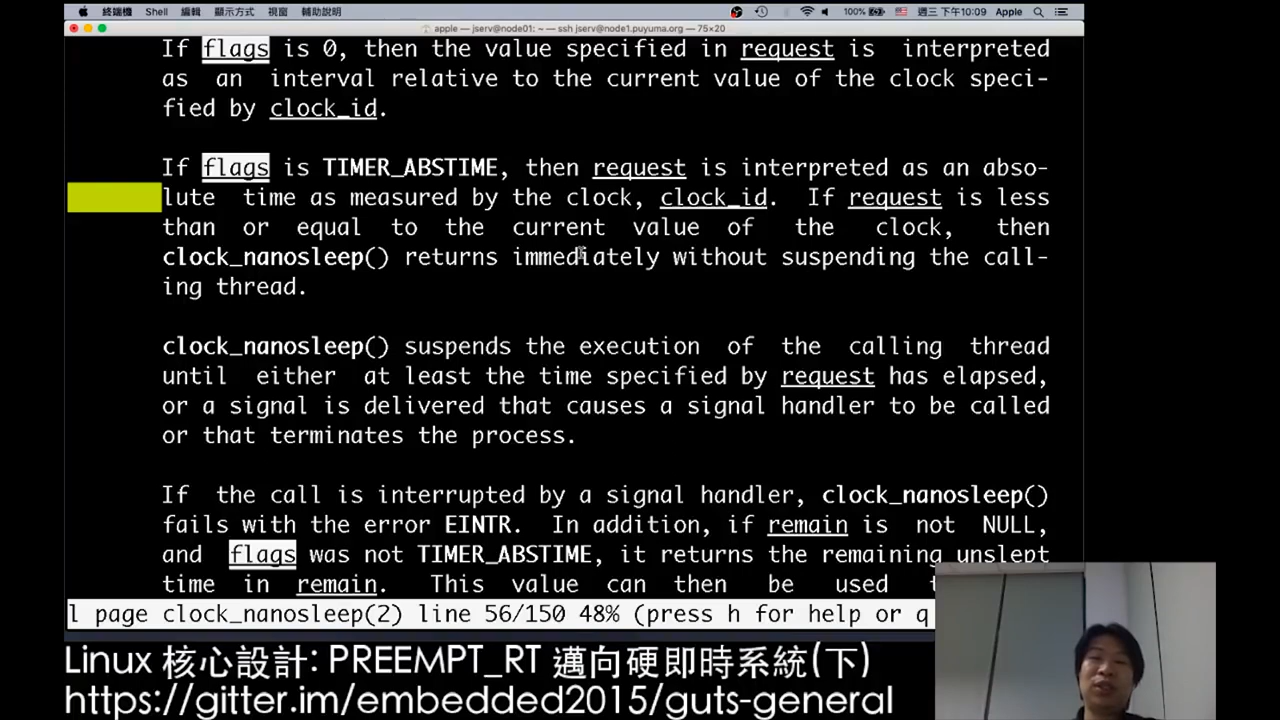 終端機 Shell 編輯 顯示方式 視窗 輔助說明 100% 週三 下午10:09 Apple
apple — jserv@node01: ~ — ssh jserv@node1.puyuma.org — 75×20
If flags is 0, then the value specified in request is interpreted
as an interval relative to the current value of the clock speci-
fied by clock_id.
If flags is TIMER_ABSTIME, then request is interpreted as an abso-
lute time as measured by the clock, clock_id. If request is less
than or equal to the current value of the clock, then
clock_nanosleep() returns immediately without suspending the call-
ing thread.
clock_nanosleep() suspends the execution of the calling thread
until either at least the time specified by request has elapsed,
or a signal is delivered that causes a signal handler to be called
or that terminates the process.
If the call is interrupted by a signal handler, clock_nanosleep()
fails with the error EINTR. In addition, if remain is not NULL,
and flags was not TIMER_ABSTIME, it returns the remaining unslept
time in remain. This value can then be used
l page clock_nanosleep(2) line 56/150 48% (press h for help or q
Linux 核心設計: PREEMPT_RT 邁向硬即時系統(下)
https://gitter.im/embedded2015/guts-general